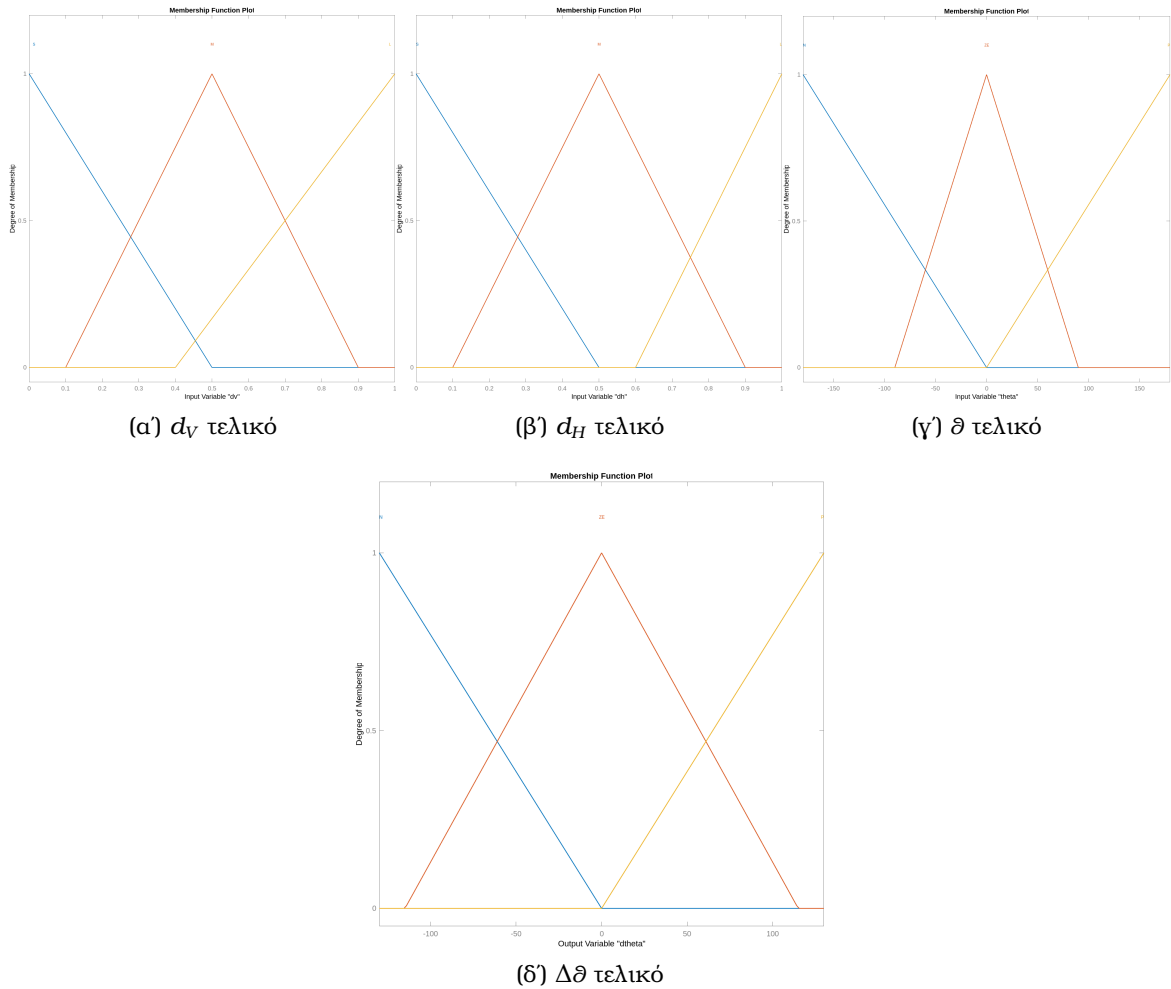 Membership Function Plot
S M L
1
0.5
0
Degree of Membership
0 0.1 0.2 0.3 0.4 0.5 0.6 0.7 0.8 0.9 1
Input Variable "dv"
(α΄) d_V τελικό
Membership Function Plot
S M
1
0.5
0
Degree of Membership
0 0.1 0.2 0.3 0.4 0.5 0.6 0.7 0.8 0.9 1
Input Variable "dh"
(β΄) d_H τελικό
Membership Function Plot
N ZE
1
0.5
0
Degree of Membership
-150 -100 -50 0 50 100 150
Input Variable "theta"
(γ΄) ϑ τελικό
Membership Function Plot
N ZE
1
0.5
0
Degree of Membership
-100 -50 0 50 100
Output Variable "dtheta"
(δ΄) Δϑ τελικό